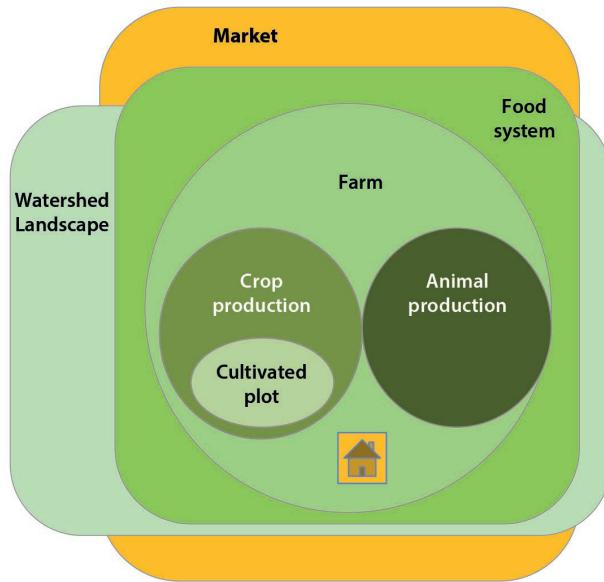 Market
Food
system
Farm
Watershed
Landscape
Crop
production
Animal
production
Cultivated
plot